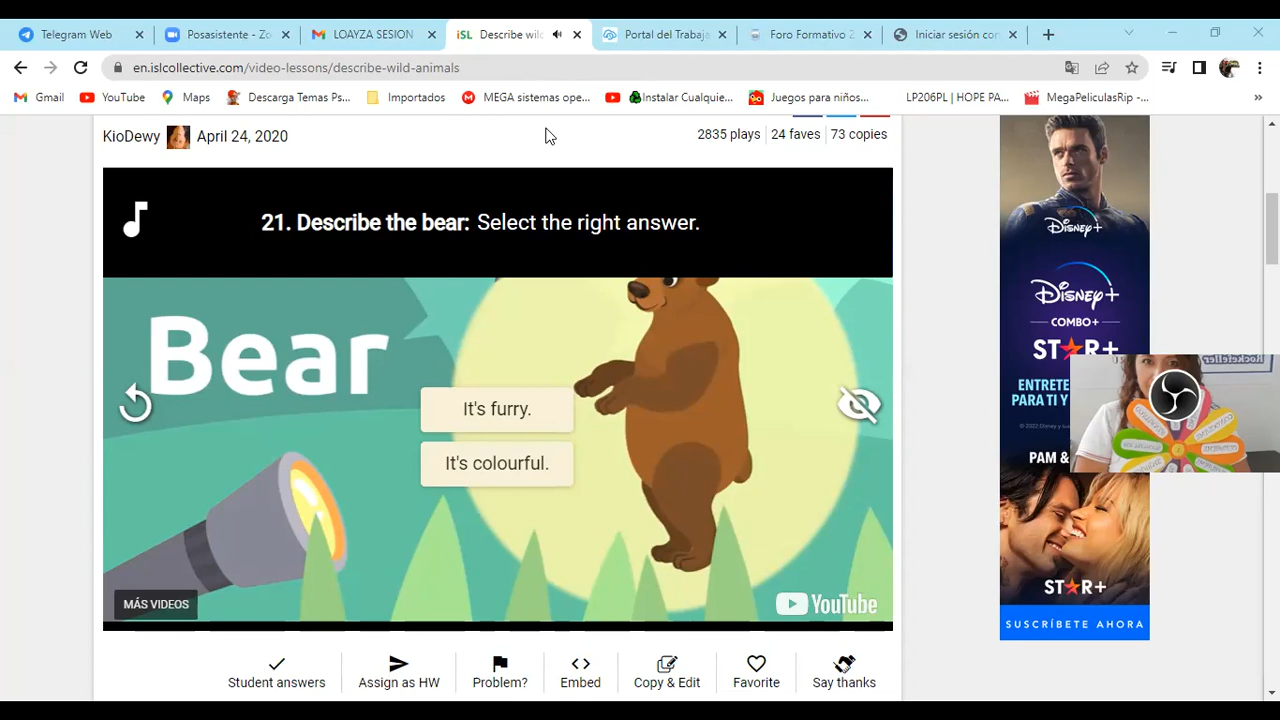 Telegram Web
Posasistente - Zo
LOAYZA SESION
iSL Describe wil
Portal del Trabaja
Foro Formativo 2
Iniciar sesión con
en.islcollective.com/video-lessons/describe-wild-animals
Gmail
YouTube
Maps
Descarga Temas Ps...
Importados
MEGA sistemas ope...
Instalar Cualquie...
Juegos para niños...
LP206PL | HOPE PA...
MegaPeliculasRip -...
KioDewy April 24, 2020
2835 plays 24 faves 73 copies
21. Describe the bear: Select the right answer.
Bear
It's furry.
It's colourful.
MÁS VIDEOS
YouTube
Student answers
Assign as HW
Problem?
Embed
Copy & Edit
Favorite
Say thanks
Disney+
Disney+
COMBO+
STAR+
ENTRETE
PARA TI Y
PAM &
STAR+
SUSCRÍBETE AHORA
Rockefeller